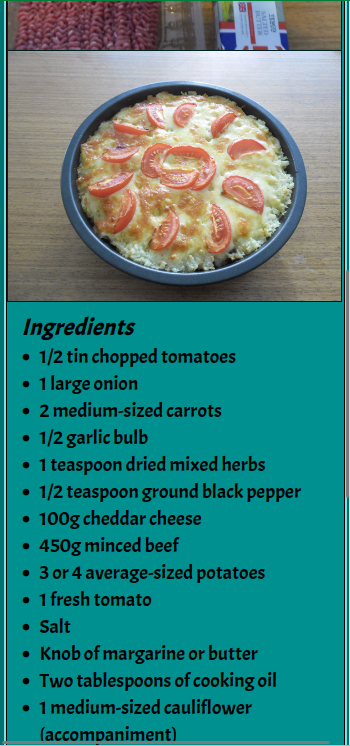 SALTED
BUTTER
Ingredients
1/2 tin chopped tomatoes
1 large onion
2 medium-sized carrots
1/2 garlic bulb
1 teaspoon dried mixed herbs
1/2 teaspoon ground black pepper
100g cheddar cheese
450g minced beef
3 or 4 average-sized potatoes
1 fresh tomato
Salt
Knob of margarine or butter
Two tablespoons of cooking oil
1 medium-sized cauliflower
(accompaniment)